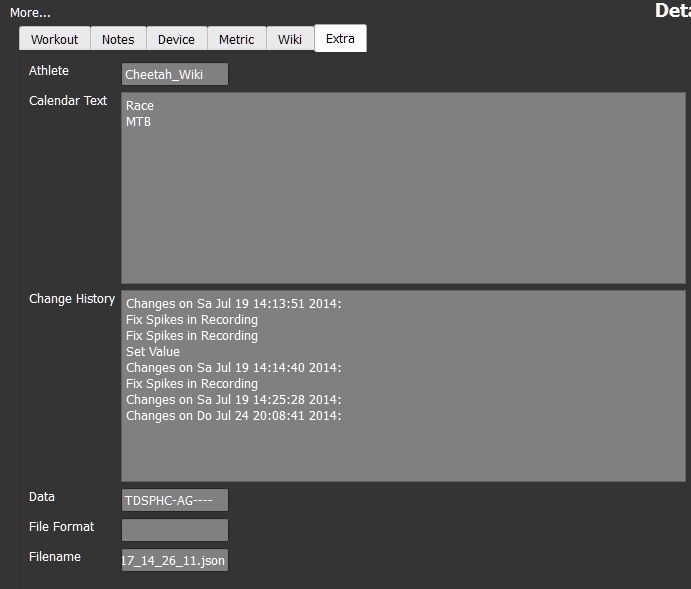 More...
Deta
Workout Notes Device Metric Wiki Extra
Athlete Cheetah_Wiki
Calendar Text Race
MTB
Change History Changes on Sa Jul 19 14:13:51 2014:
Fix Spikes in Recording
Fix Spikes in Recording
Set Value
Changes on Sa Jul 19 14:14:40 2014:
Fix Spikes in Recording
Changes on Sa Jul 19 14:25:28 2014:
Changes on Do Jul 24 20:08:41 2014:
Data TDSPHC-AG----
File Format
Filename 17_14_26_11.json